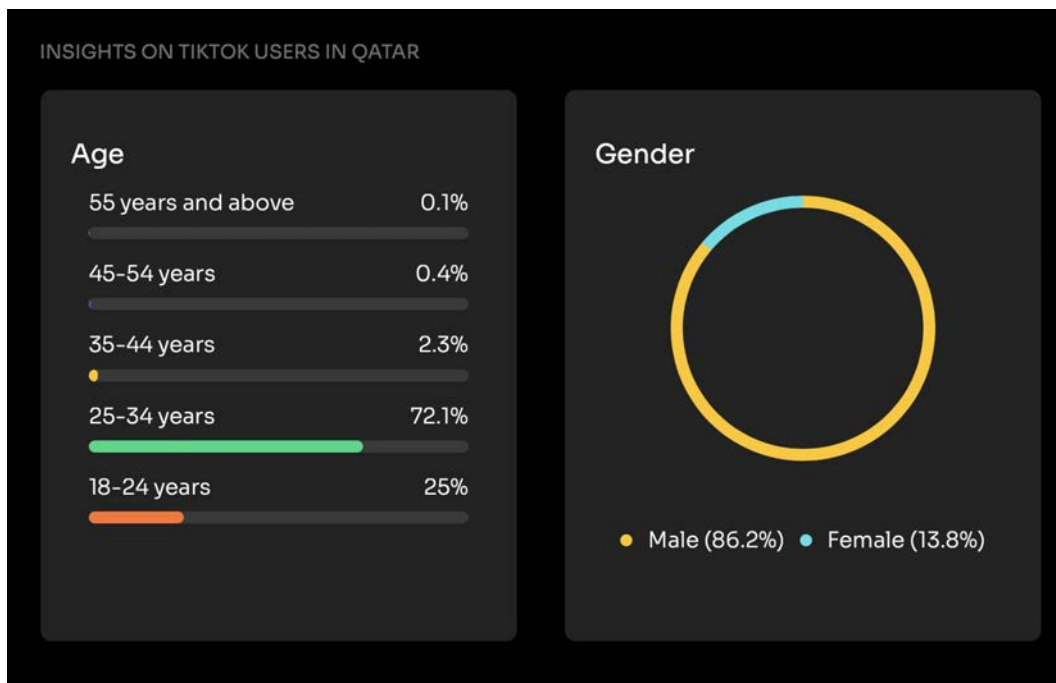 INSIGHTS ON TIKTOK USERS IN QATAR
Age
55 years and above 0.1%
45-54 years 0.4%
35-44 years 2.3%
25-34 years 72.1%
18-24 years 25%
Gender
Male (86.2%) Female (13.8%)